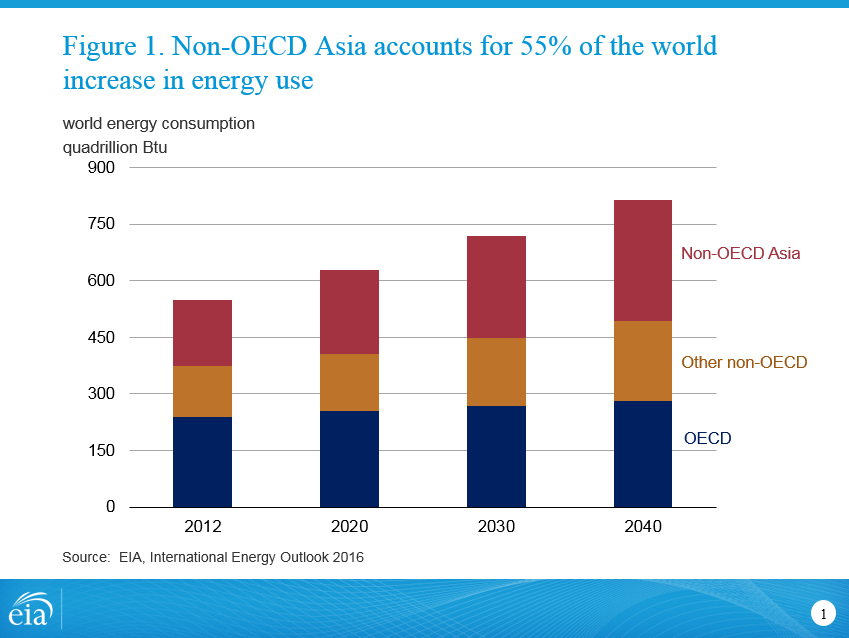 Figure 1. Non-OECD Asia accounts for 55% of the world
increase in energy use
world energy consumption
quadrillion Btu
900
750
600
450
300
150
0
Non-OECD Asia
Other non-OECD
OECD
2012 2020 2030 2040
Source:  EIA, International Energy Outlook 2016
eia
1